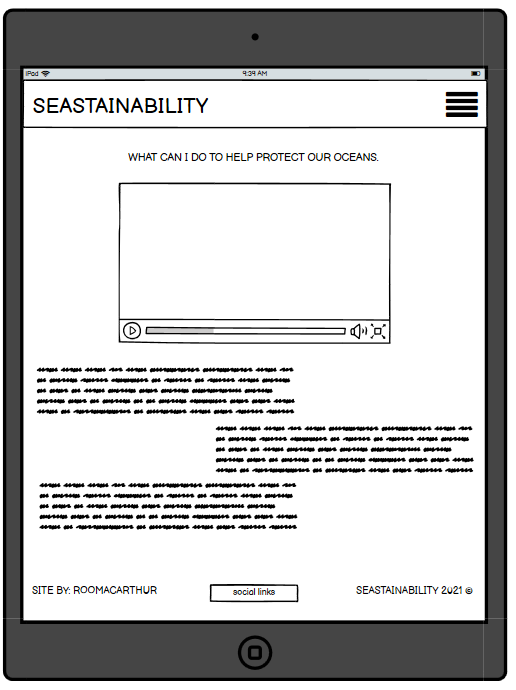 iPod
9:39 AM
SEASTAINABILITY
WHAT CAN I DO TO HELP PROTECT OUR OCEANS.
SITE BY: ROOMACARTHUR
social links
SEASTAINABILITY 2021 ©